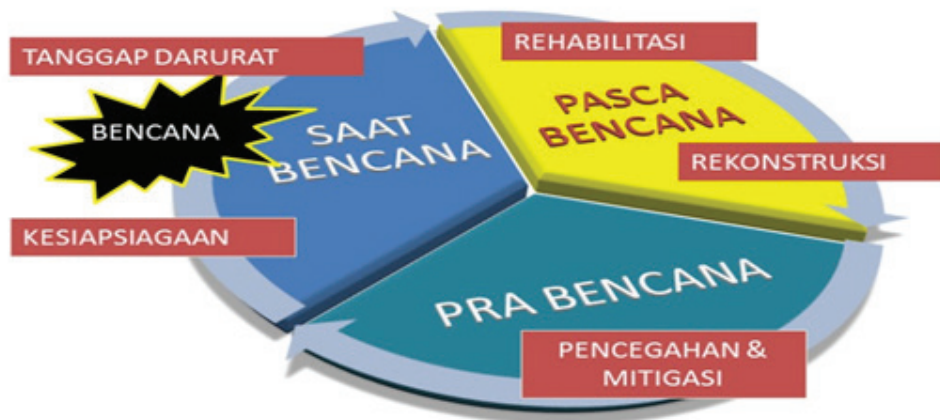 TANGGAP DARURAT
REHABILITASI
BENCANA
SAAT
BENCANA
PASCA
BENCANA
REKONSTRUKSI
KESIAPSIAGAAN
PRA BENCANA
PENCEGAHAN &
MITIGASI